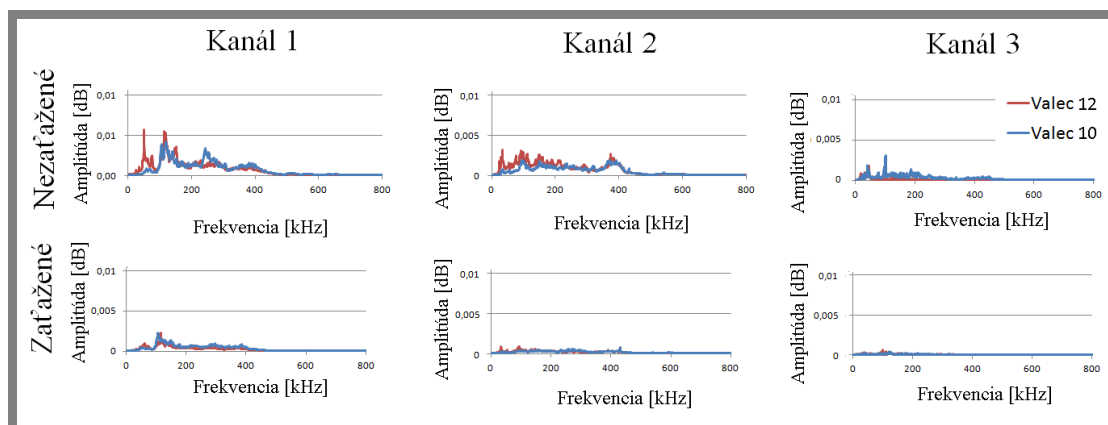 Kanál 1
Kanál 2
Kanál 3
Nezaťažené
Amplitúda [dB]
0,01
0,01
0,00
0 200 400 600 800
Frekvencia [kHz]
Amplitúda [dB]
0,01
0,005
0
0 200 400 600 800
Frekvencia [kHz]
Amplitúda [dB]
0,01
0,005
0
0 200 400 600 800
Frekvencia [kHz]
Valec 12
Valec 10
Zaťažené
Amplitúda [dB]
0,01
0,005
0
0 200 400 600 800
Frekvencia [kHz]
Amplitúda [dB]
0,01
0,005
0
0 200 400 600 800
Frekvencia [kHz]
Amplitúda [dB]
0,01
0,005
0
0 200 400 600 800
Frekvencia [kHz]